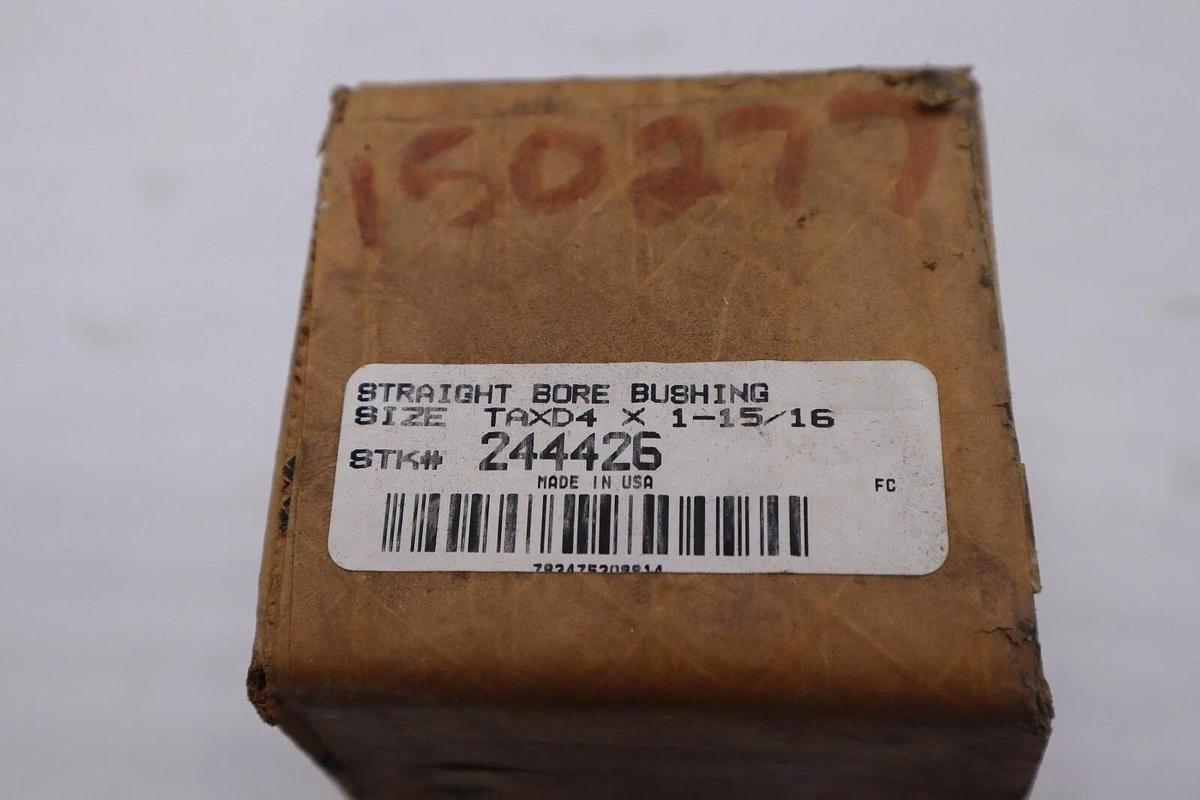 150277
STRAIGHT BORE BUSHING
SIZE TAXD4 X 1-15/16
STK# 244426
MADE IN USA
FC